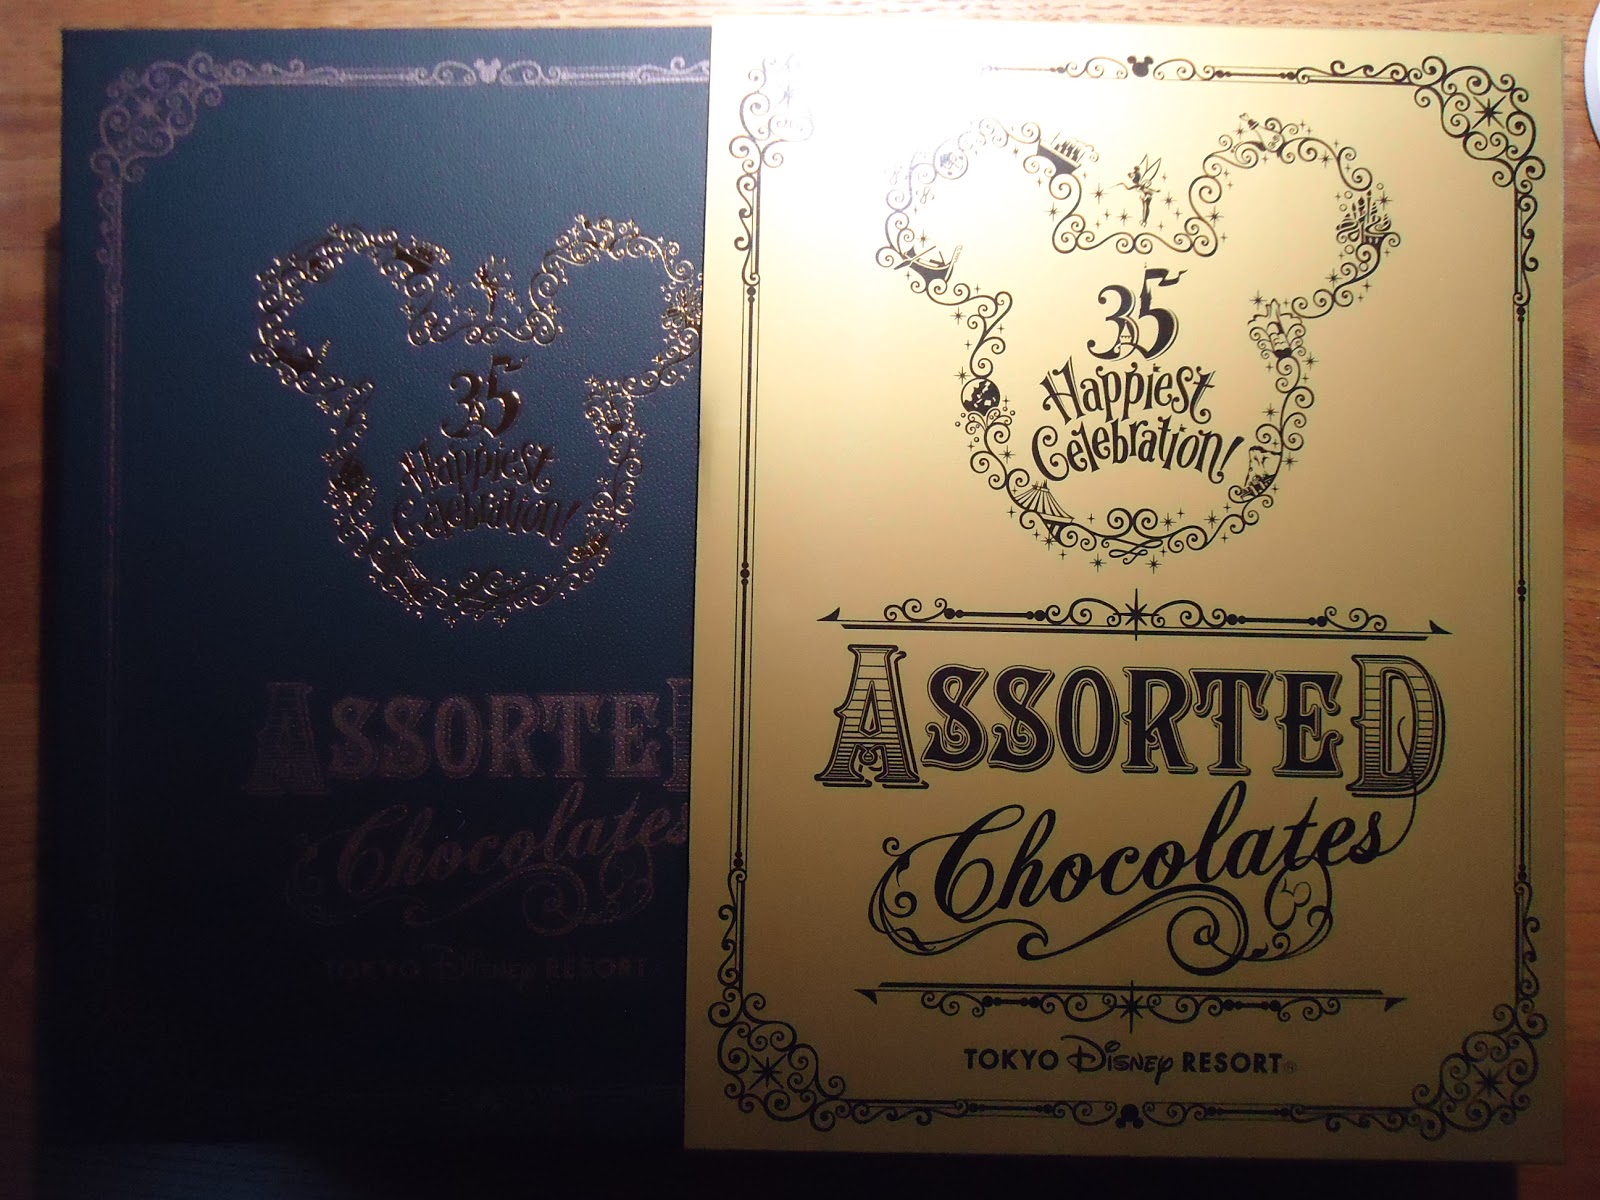 35
Happiest
Celebration!
ASSORTED
Chocolates
TOKYO Disney RESORT
35
Happiest
Celebration!
ASSORTED
Chocolates
TOKYO Disney RESORT®